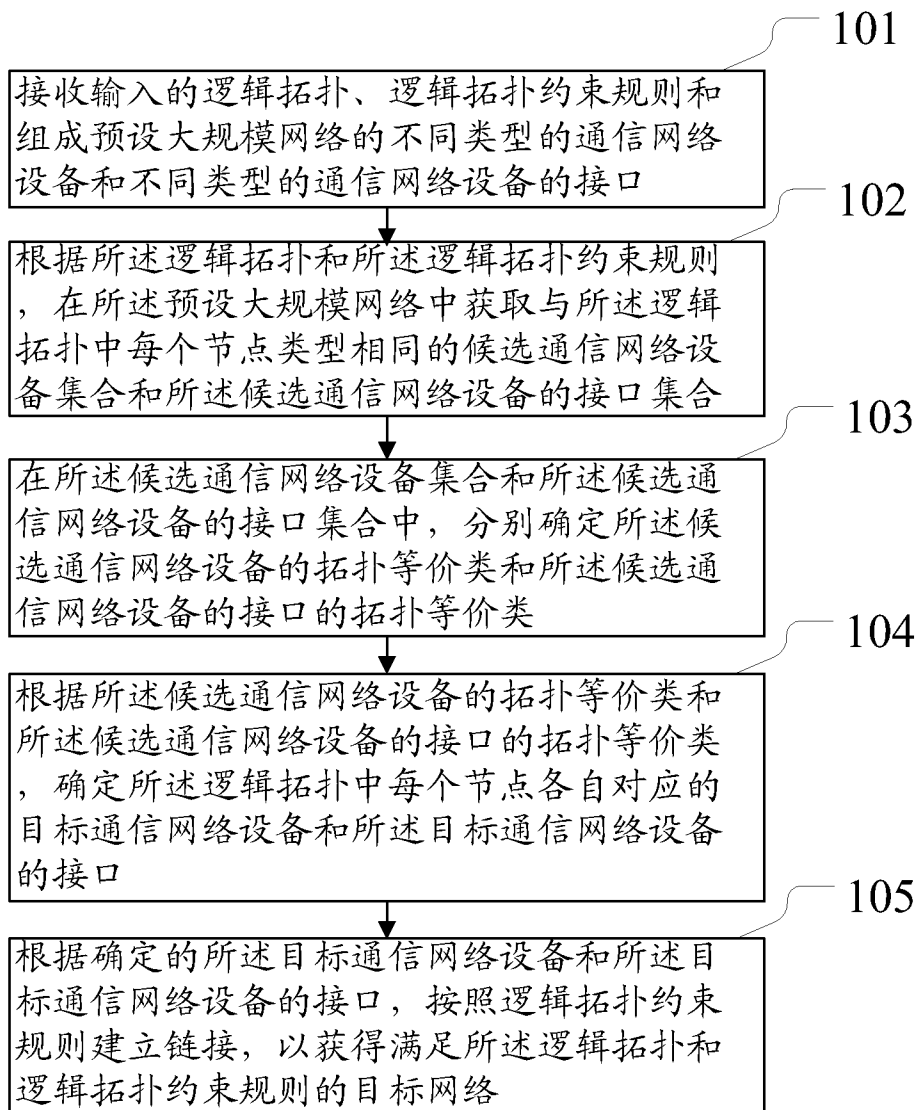 101
接收输入的逻辑拓扑、逻辑拓扑约束规则和
组成预设大规模网络的不同类型的通信网络
设备和不同类型的通信网络设备的接口
102
根据所述逻辑拓扑和所述逻辑拓扑约束规则
，在所述预设大规模网络中获取与所述逻辑
拓扑中每个节点类型相同的候选通信网络设
备集合和所述候选通信网络设备的接口集合
103
在所述候选通信网络设备集合和所述候选通
信网络设备的接口集合中，分别确定所述候
选通信网络设备的拓扑等价类和所述候选通
信网络设备的接口的拓扑等价类
104
根据所述候选通信网络设备的拓扑等价类和
所述候选通信网络设备的接口的拓扑等价类
，确定所述逻辑拓扑中每个节点各自对应的
目标通信网络设备和所述目标通信网络设备
的接口
105
根据确定的所述目标通信网络设备和所述目
标通信网络设备的接口，按照逻辑拓扑约束
规则建立链接，以获得满足所述逻辑拓扑和
逻辑拓扑约束规则的目标网络